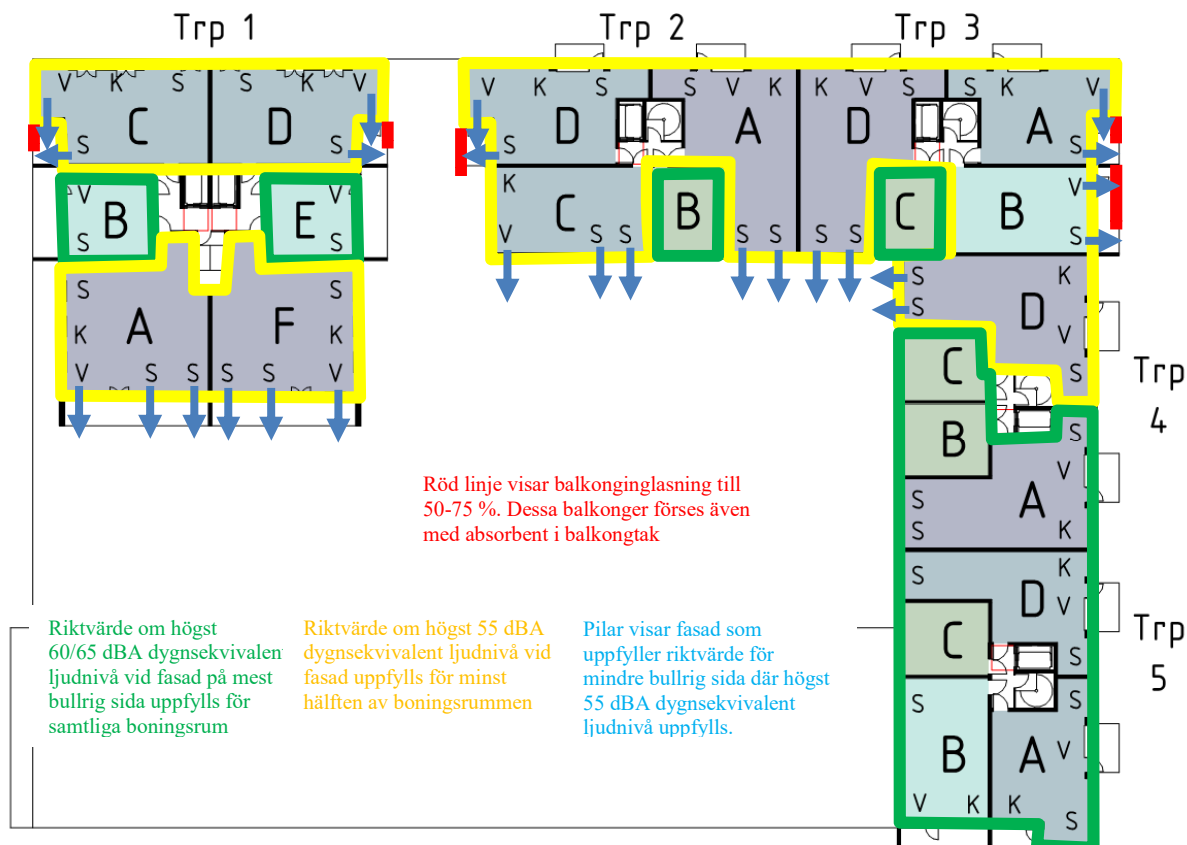 Trp 1
Trp 2
Trp 3
V K S
S
C
D
S K V
S
V
S
B
E
V
S
S
K
V
A
S S
S S
F
S
K
V
V K S
S
D
S V K
A
K V S
D
S K V
S
A
K
V
C
S S
B
S S
S S
C
V
S
B
S
S
D
K
V
S
C
B
S
S
A
S
V
K
Trp
4
S
D
K
V
S
C
Trp
5
S
B
V K
A
V
K
S
Röd linje visar balkonginglasning till
50-75 %. Dessa balkonger förses även
med absorbent i balkongtak
Riktvärde om högst
60/65 dBA dygnsekvivalen
ljudnivå vid fasad på mest
bullrig sida uppfylls för
samtliga boningsrum
Riktvärde om högst 55 dBA
dygnsekvivalent ljudnivå vid
fasad uppfylls för minst
hälften av boningsrummen
Pilar visar fasad som
uppfyller riktvärde för
mindre bullrig sida där högst
55 dBA dygnsekvivalent
ljudnivå uppfylls.